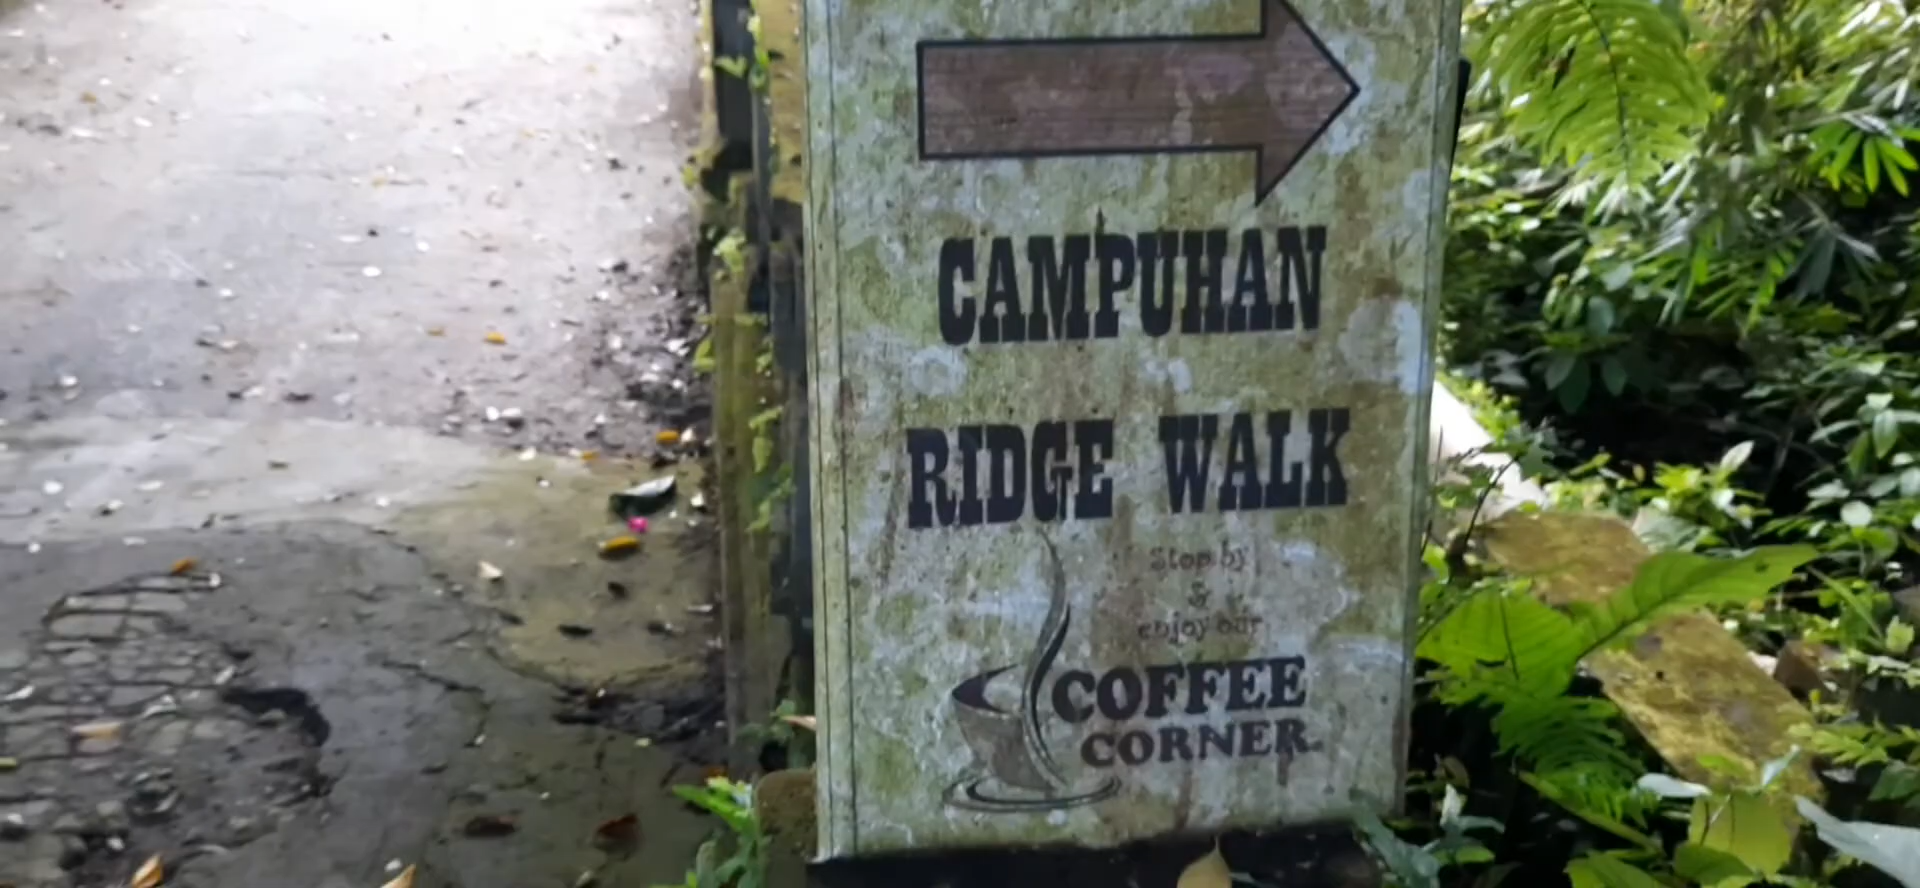 CAMPUHAN
RIDGE WALK
Stop by
&
enjoy our
COFFEE
CORNER.